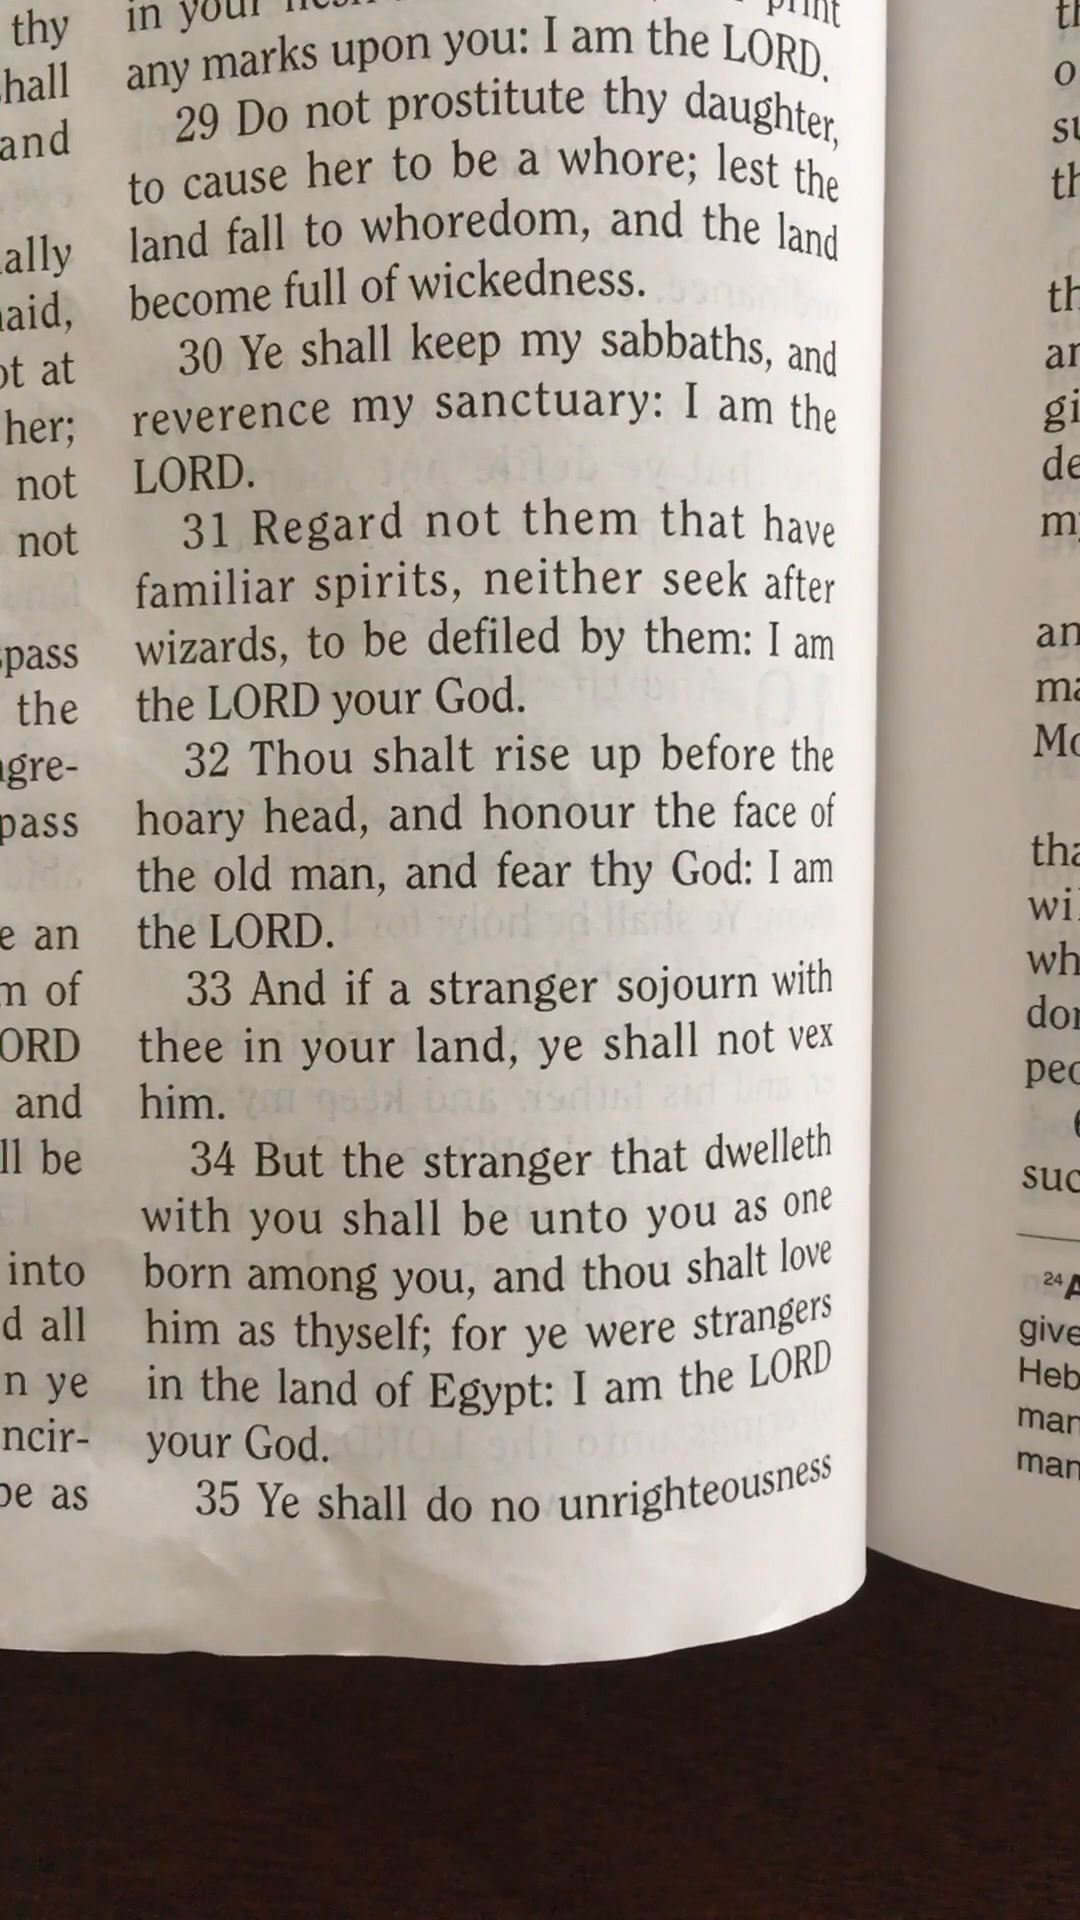 thy
hall
and
ally
aid,
ot at
her;
not
not
pass
the
gre-
pass
e an
m of
ORD
and
ll be
into
d all
n ye
ncir-
be as
in your
any marks upon you: I am the LORD.
29 Do not prostitute thy daughter,
to cause her to be a whore; lest the
land fall to whoredom, and the land
become full of wickedness.
30 Ye shall keep my sabbaths, and
reverence my sanctuary: I am the
LORD.
31 Regard not them that have
familiar spirits, neither seek after
wizards, to be defiled by them: I am
the LORD your God.
32 Thou shalt rise up before the
hoary head, and honour the face of
the old man, and fear thy God: I am
the LORD.
33 And if a stranger sojourn with
thee in your land, ye shall not vex
him.
34 But the stranger that dwelleth
with you shall be unto you as one
born among you, and thou shalt love
him as thyself; for ye were strangers
in the land of Egypt: I am the LORD
your God.
35 Ye shall do no unrighteousness
th
o
su
th
th
an
gi
de
my
an
ma
Mo
tha
wi
wh
don
peo
6
suc
24 A
give
Heb
man
man